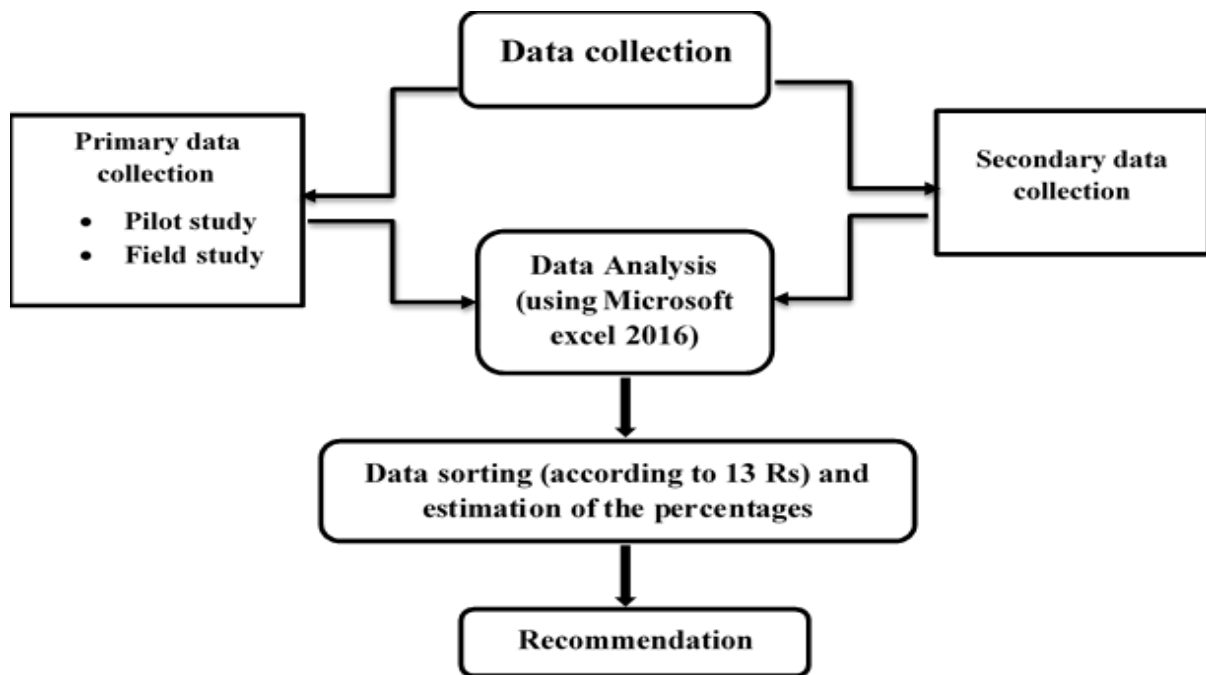 Data collection
Primary data
collection
• Pilot study
• Field study
Secondary data
collection
Data Analysis
(using Microsoft
excel 2016)
Data sorting (according to 13 Rs) and
estimation of the percentages
Recommendation